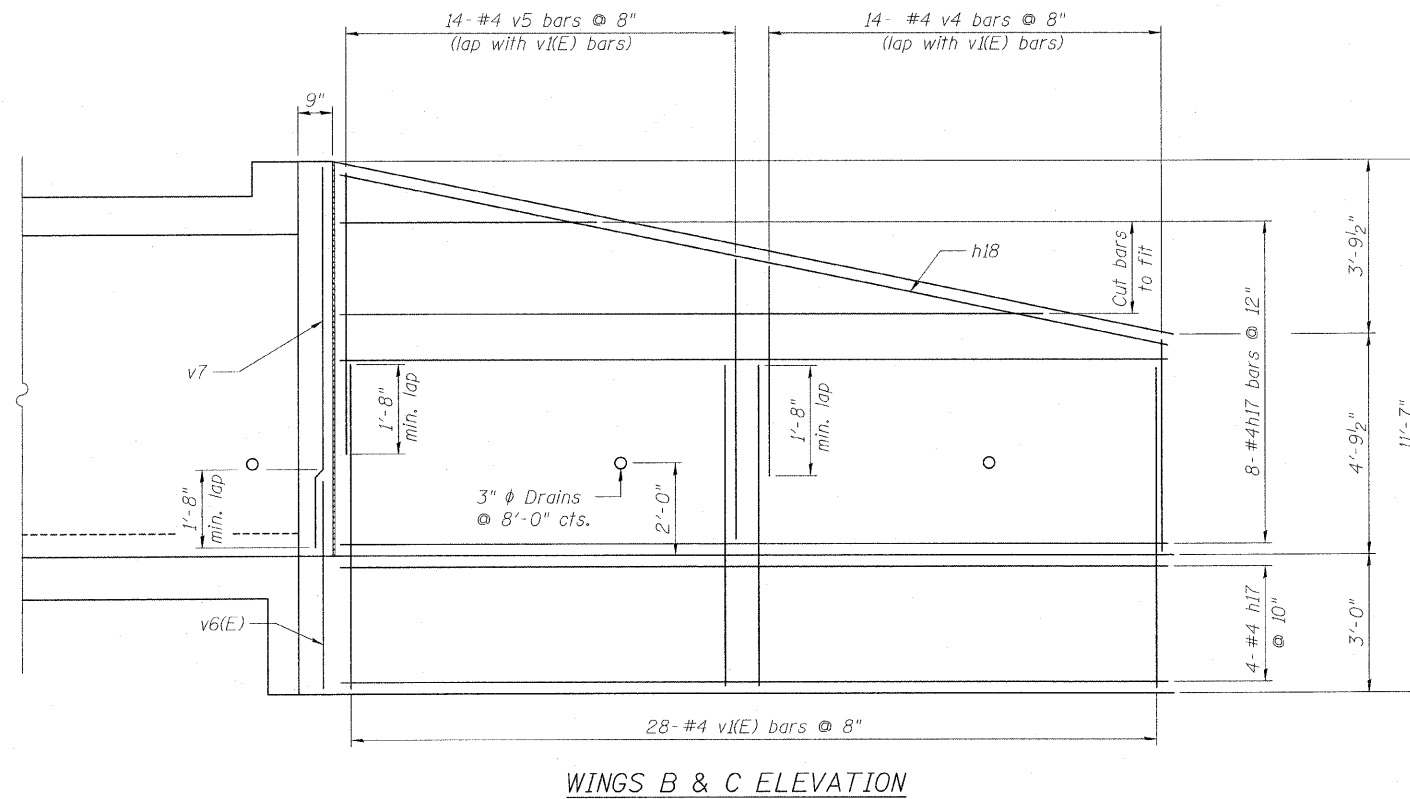 14- #4 v5 bars @ 8"
(lap with v1(E) bars)
14- #4 v4 bars @ 8"
(lap with v1(E) bars)
9"
h18
Cut bars
to fit
8- #4h17 bars @ 12"
3'-9½"
4'-9½"
11'-7"
v7
1'-8"
min. lap
1'-8"
min. lap
1'-8"
min. lap
3" ϕ Drains
@ 8'-0" cts.
2'-0"
v6(E)
4- #4 h17
@ 10"
3'-0"
28- #4 v1(E) bars @ 8"
WINGS B & C ELEVATION